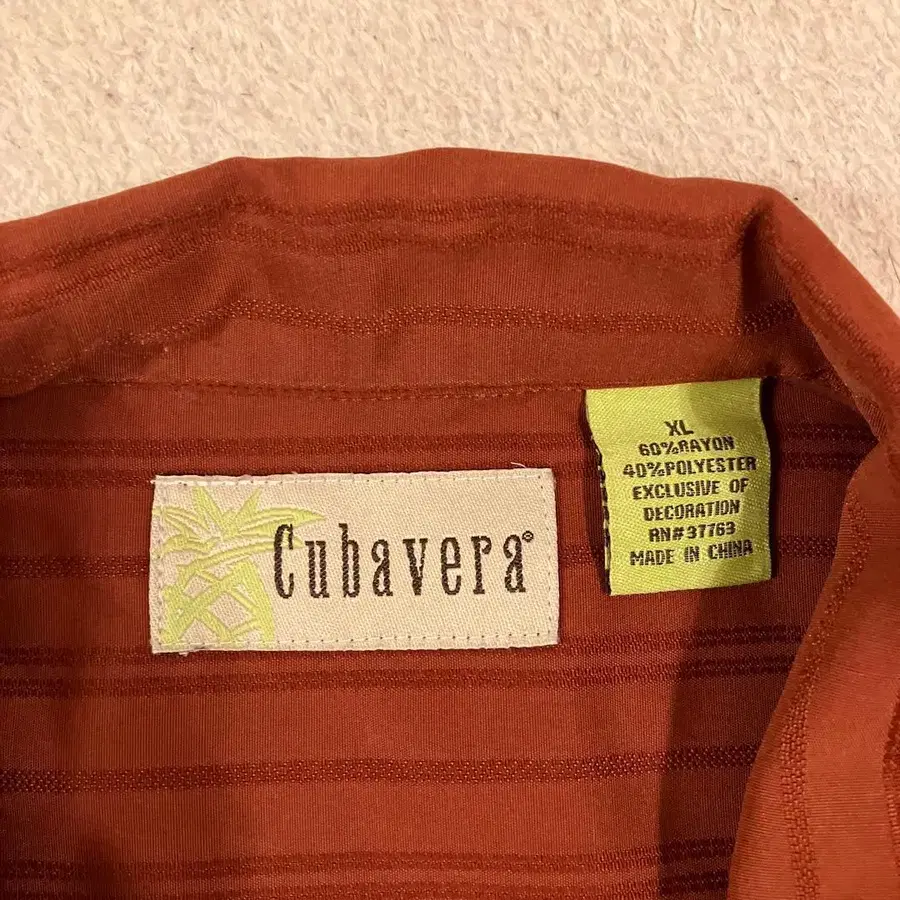 Cubavera®
XL
60%RAYON
40%POLYESTER
EXCLUSIVE OF
DECORATION
RN#37763
MADE IN CHINA